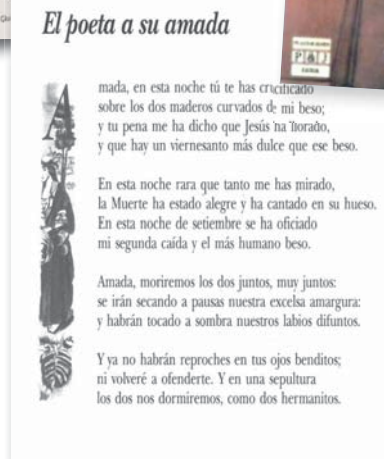 El poeta a su amada
Amada, en esta noche tú te has crucificado
sobre los dos maderos curvados de mi beso;
y tu pena me ha dicho que Jesús ha llorado,
y que hay un viernesanto más dulce que ese beso.
En esta noche rara que tanto me has mirado,
la Muerte ha estado alegre y ha cantado en su hueso.
En esta noche de setiembre se ha oficiado
mi segunda caída y el más humano beso.
Amada, moriremos los dos juntos, muy juntos:
se irán secando a pausas nuestra excelsa amargura:
y habrán tocado a sombra nuestros labios difuntos.
Y ya no habrán reproches en tus ojos benditos;
ni volveré a ofenderte. Y en una sepultura
los dos nos dormiremos, como dos hermanitos.